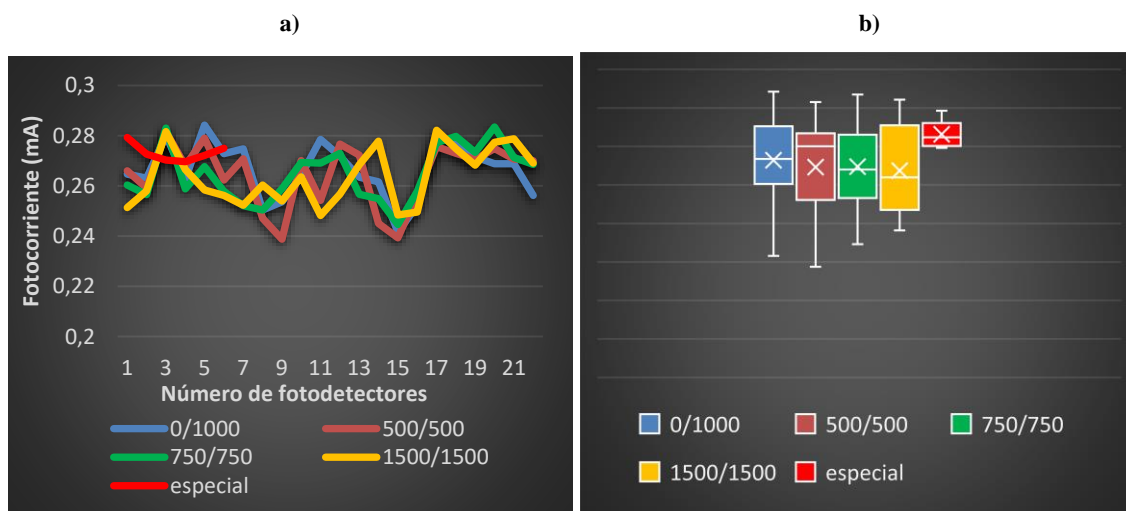 a)
b)
Fotocorriente (mA)
0,3
0,28
0,26
0,24
0,22
0,2
1 3 5 7 9 11 13 15 17 19 21
Número de fotodetectores
0/1000 500/500
750/750 1500/1500
especial
0/1000 500/500 750/750
1500/1500 especial